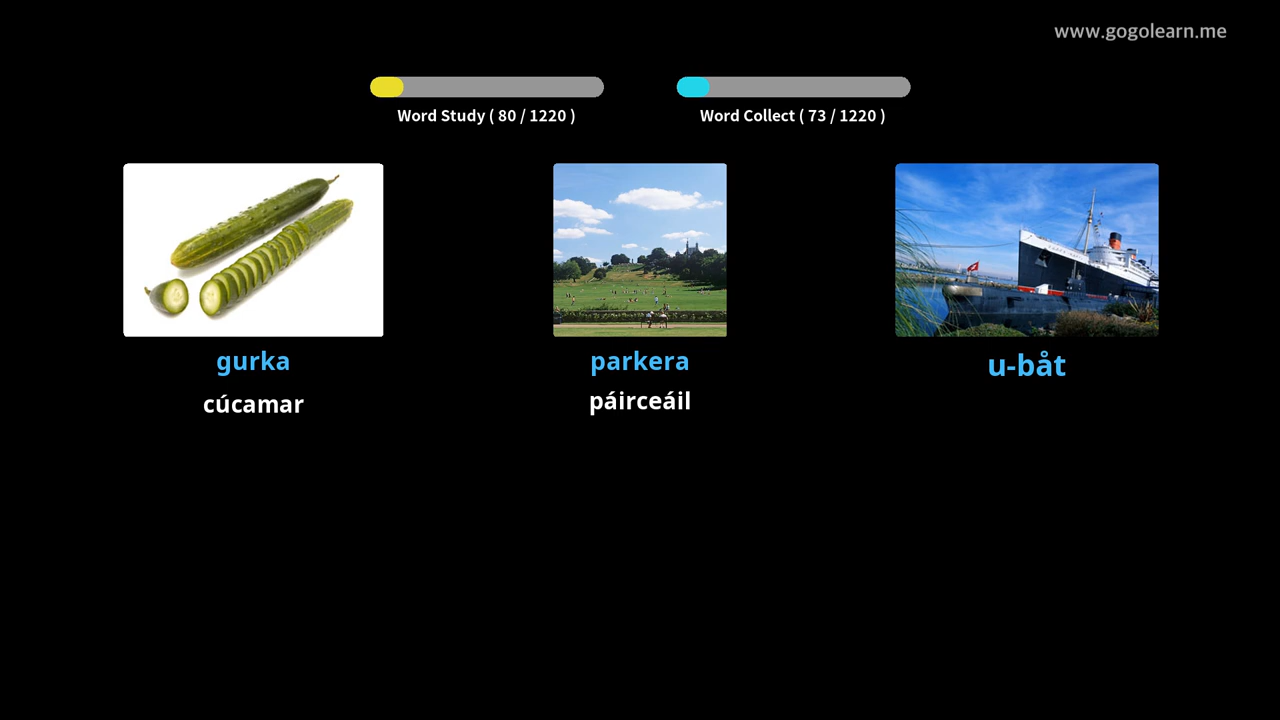 www.gogolearn.me
Word Study ( 80 / 1220 )
Word Collect ( 73 / 1220 )
gurka
parkera
u-båt
cúcamar
páirceáil